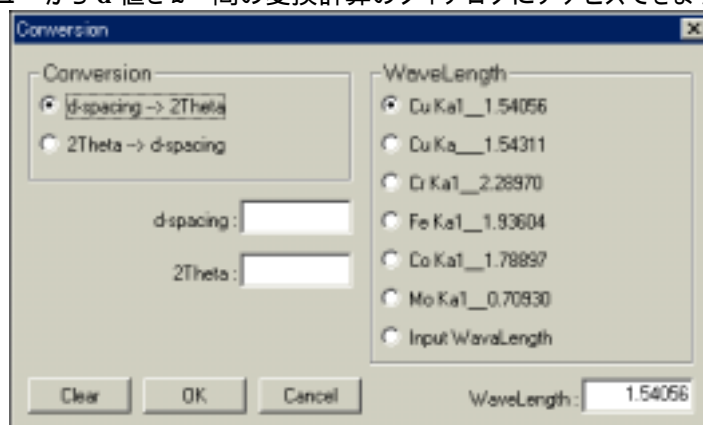 Conversion
Conversion
d-spacing --> 2Theta
2Theta --> d-spacing
d-spacing :
2Theta :
WaveLength
Cu Ka1__1.54056
Cu Ka___1.54311
Cr Ka1__2.28970
Fe Ka1__1.93604
Co Ka1__1.78897
Mo Ka1__0.70930
Input WavaLength
Clear
OK
Cancel
WaveLength : 1.54056